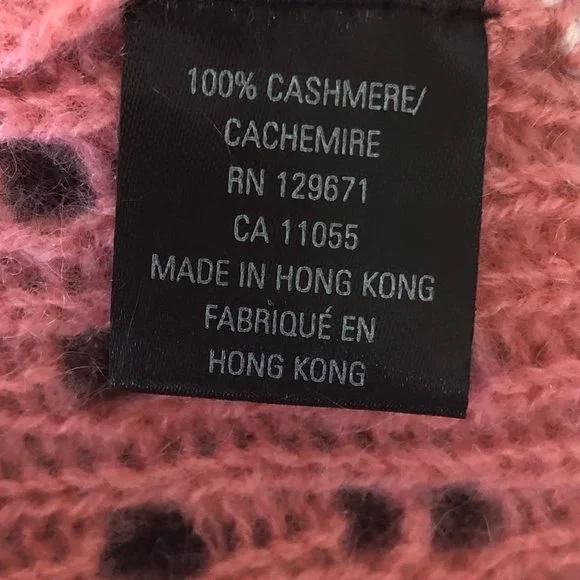 100% CASHMERE/
CACHEMIRE
RN 129671
CA 11055
MADE IN HONG KONG
FABRIQUÉ EN
HONG KONG